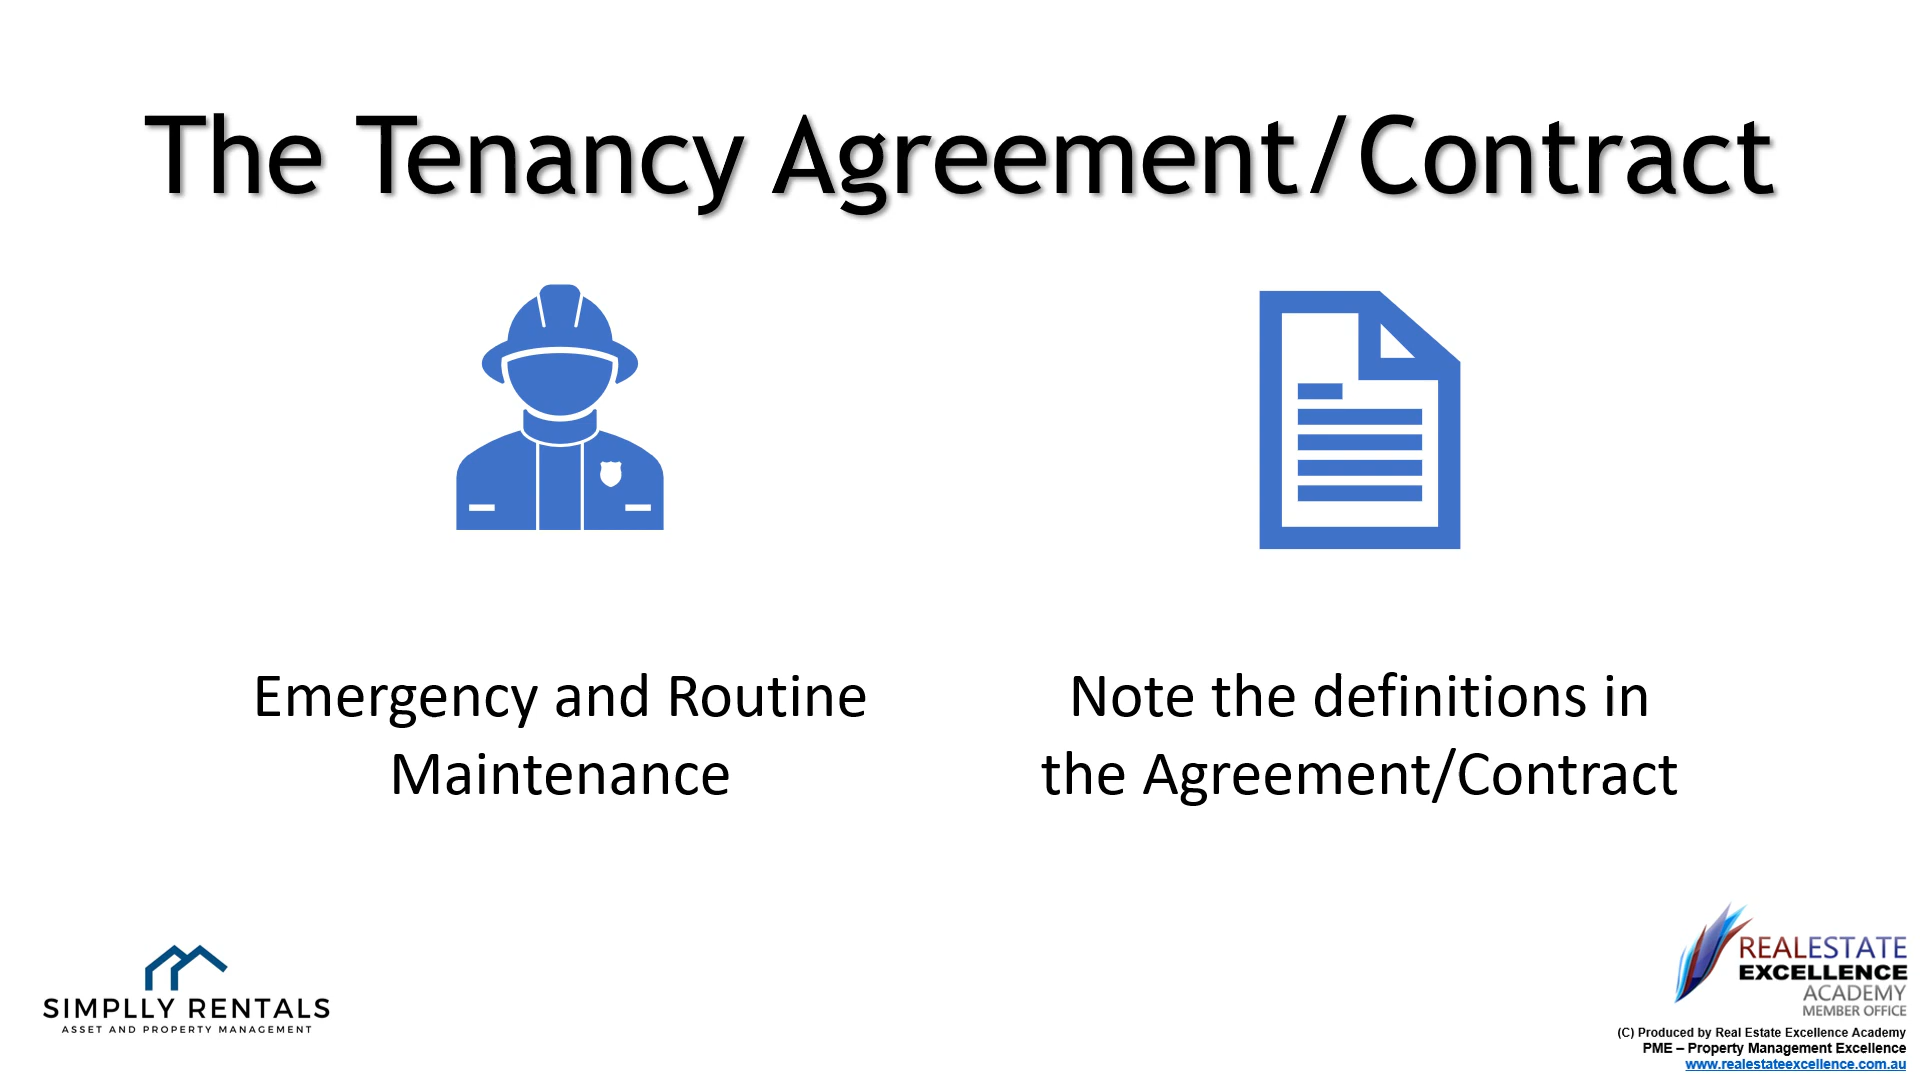 The Tenancy Agreement/Contract
Emergency and Routine
Maintenance
Note the definitions in
the Agreement/Contract
SIMPLLY RENTALS
ASSET AND PROPERTY MANAGEMENT
REALESTATE
EXCELLENCE
ACADEMY
MEMBER OFFICE
(C) Produced by Real Estate Excellence Academy
PME – Property Management Excellence
www.realestateexcellence.com.au